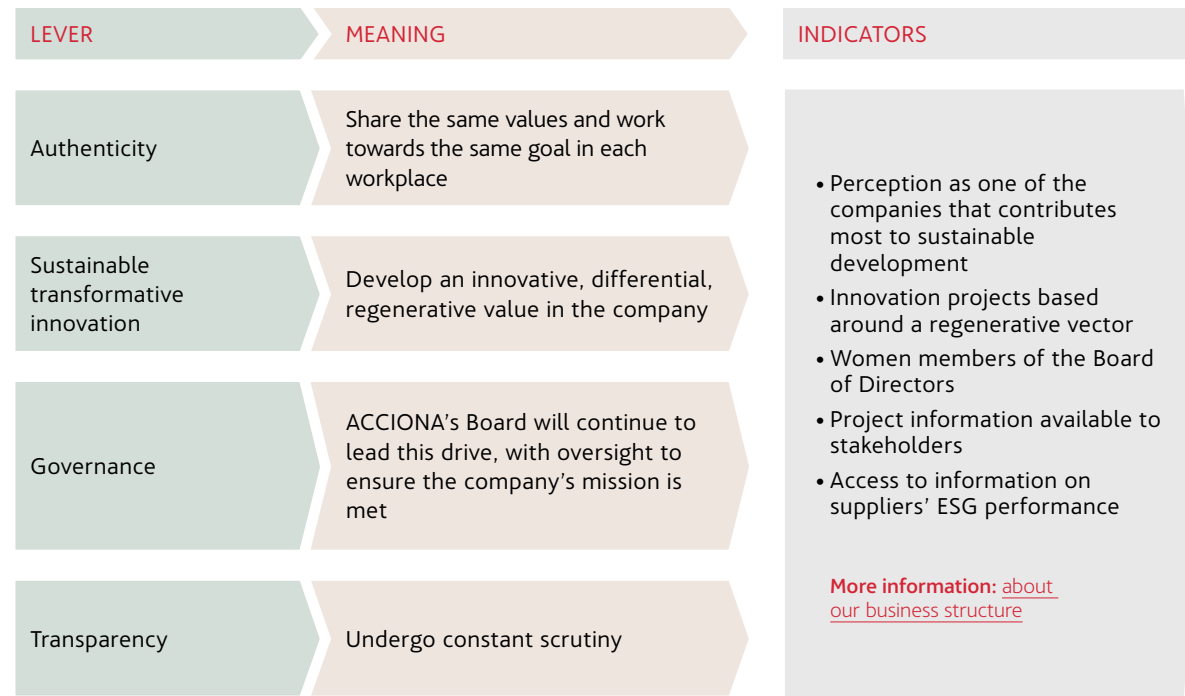 LEVER
MEANING
INDICATORS
Authenticity
Share the same values and work
towards the same goal in each
workplace
Sustainable
transformative
innovation
Develop an innovative, differential,
regenerative value in the company
Governance
ACCIONA’s Board will continue to
lead this drive, with oversight to
ensure the company’s mission is
met
Transparency
Undergo constant scrutiny
• Perception as one of the
companies that contributes
most to sustainable
development
• Innovation projects based
around a regenerative vector
• Women members of the Board
of Directors
• Project information available to
stakeholders
• Access to information on
suppliers’ ESG performance
More information: about
our business structure